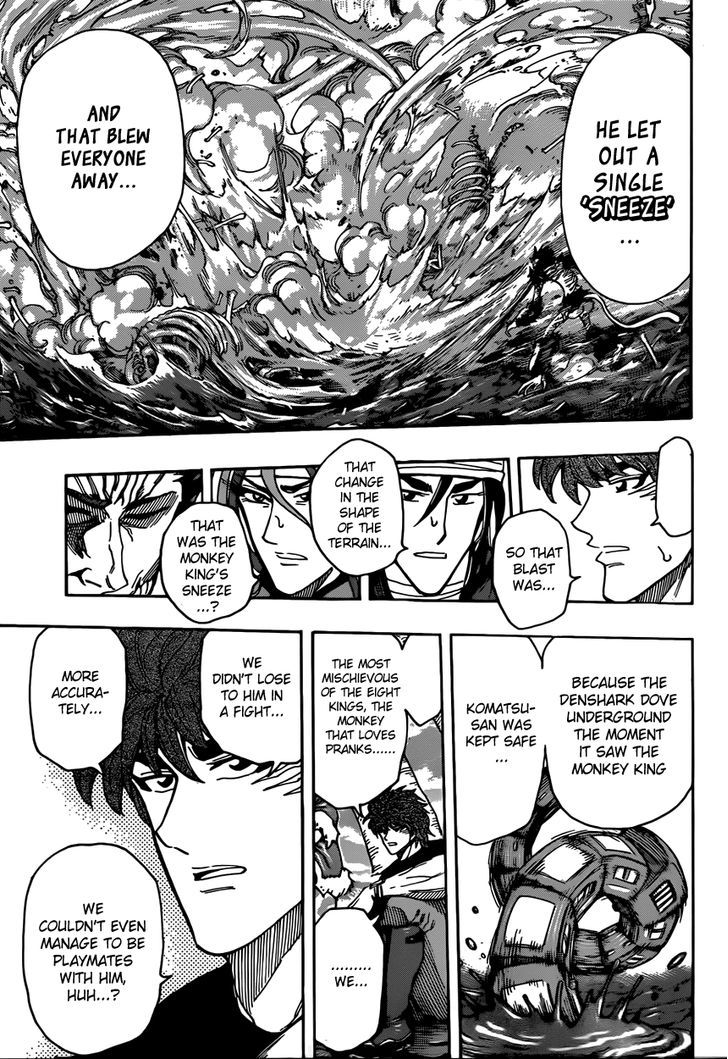 HE LET
OUT A
SINGLE
'SNEEZE'
...
AND
THAT BLEW
EVERYONE
AWAY...
SO THAT
BLAST
WAS...
THAT
CHANGE
IN THE
SHAPE
OF THE
TERRAIN...
THAT
WAS THE
MONKEY
KING'S
SNEEZE
...?
BECAUSE THE
DENSHARK DOVE
UNDERGROUND
THE MOMENT
IT SAW THE
MONKEY KING
KOMATSU-
SAN WAS
KEPT SAFE
...
THE MOST
MISCHIEVOUS
OF THE EIGHT
KINGS, THE
MONKEY
THAT LOVES
PRANKS......
.........
WE...
WE
DIDN'T LOSE
TO HIM IN
A FIGHT...
MORE
ACCURA-
TELY...
WE
COULDN'T EVEN
MANAGE TO BE
PLAYMATES
WITH HIM,
HUH...?